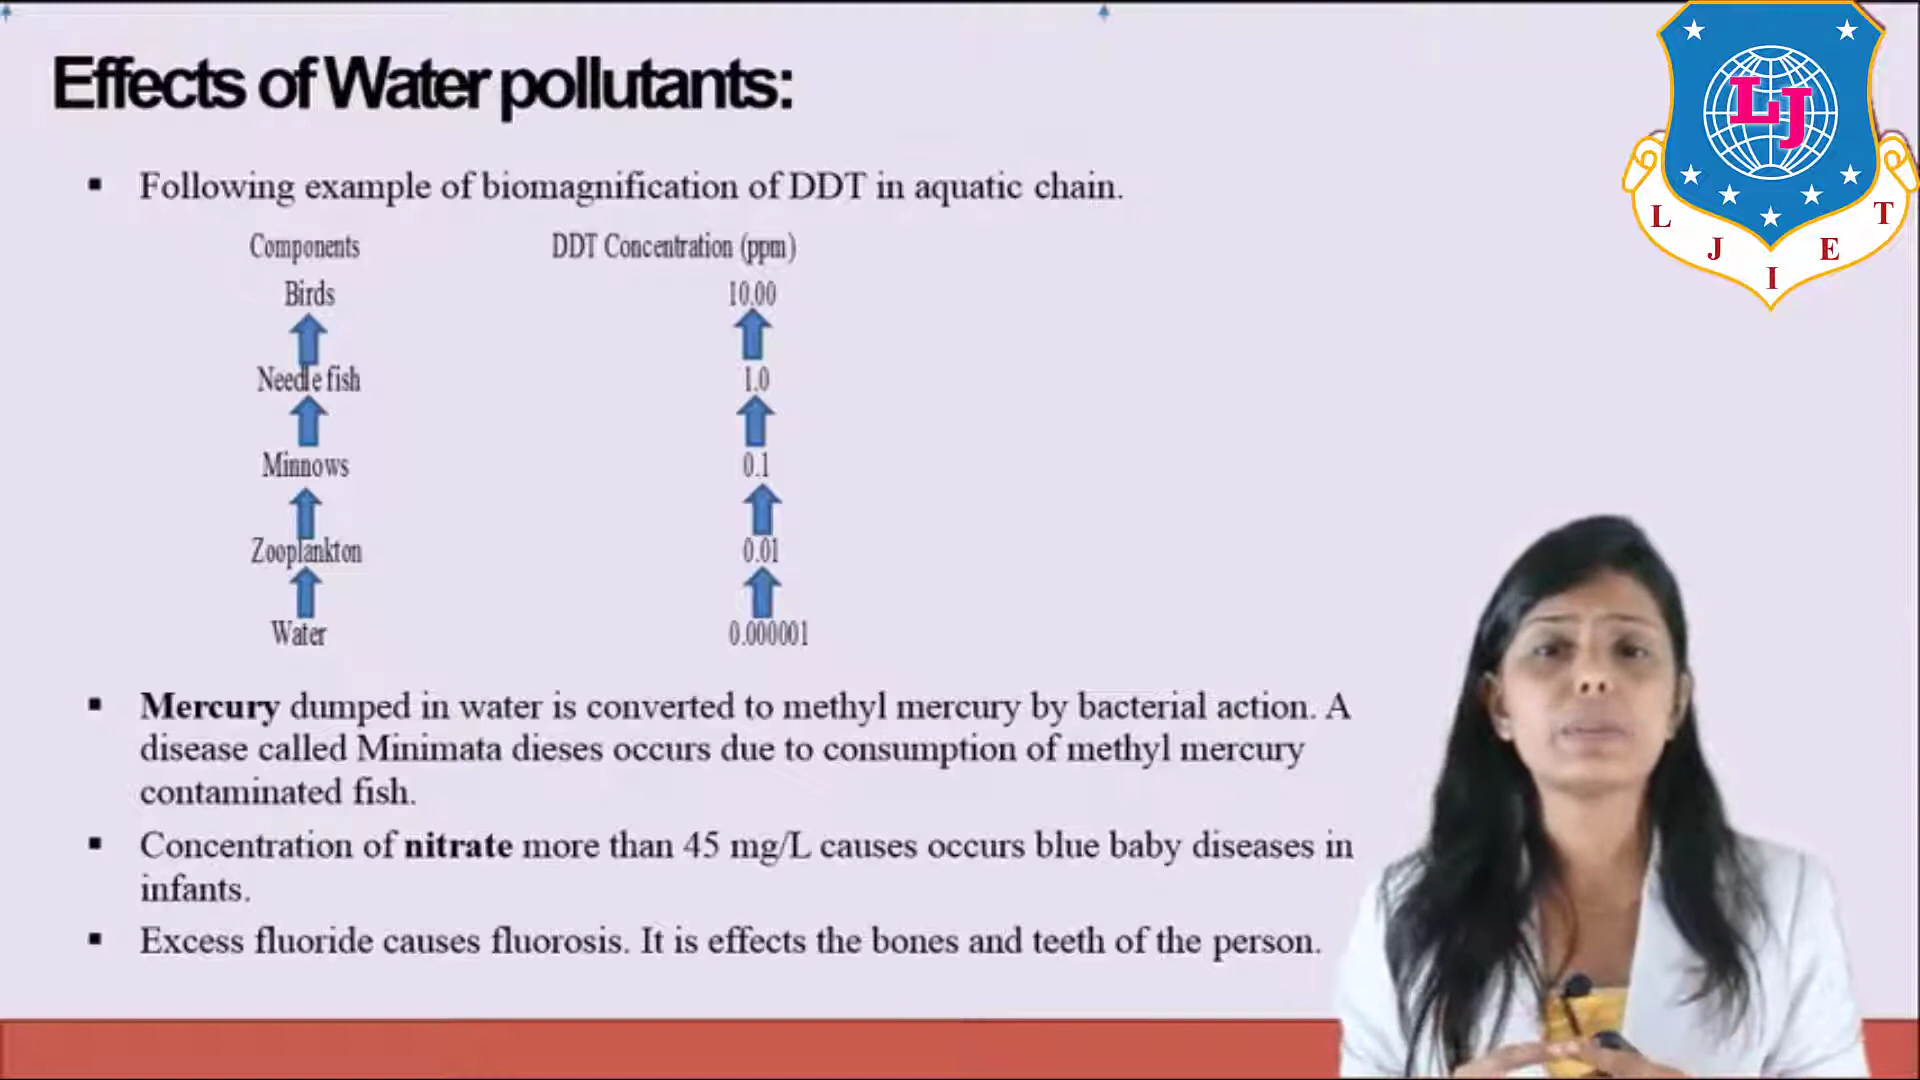 Effects of Water pollutants:
▪ Following example of biomagnification of DDT in aquatic chain.
Components DDT Concentration (ppm)
Birds 10.00
Needle fish 1.0
Minnows 0.1
Zooplankton 0.01
Water 0.000001
▪ Mercury dumped in water is converted to methyl mercury by bacterial action. A
disease called Minimata dieses occurs due to consumption of methyl mercury
contaminated fish.
▪ Concentration of nitrate more than 45 mg/L causes occurs blue baby diseases in
infants.
▪ Excess fluoride causes fluorosis. It is effects the bones and teeth of the person.
LJ
L J I E T